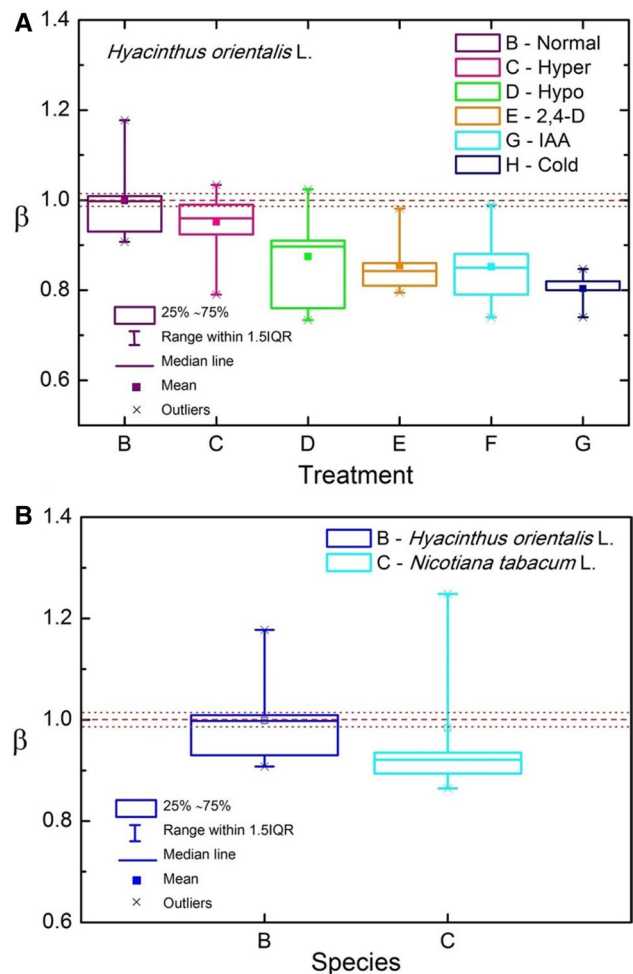 A
Hyacinthus orientalis L.
B - Normal
C - Hyper
D - Hypo
E - 2,4-D
G - IAA
H - Cold
1.4
1.2
1.0
0.8
0.6
β
25% ~75%
Range within 1.5IQR
Median line
Mean
Outliers
B C D E F G
Treatment
B
B - Hyacinthus orientalis L.
C - Nicotiana tabacum L.
1.4
1.2
1.0
0.8
0.6
β
25% ~75%
Range within 1.5IQR
Median line
Mean
Outliers
B C
Species